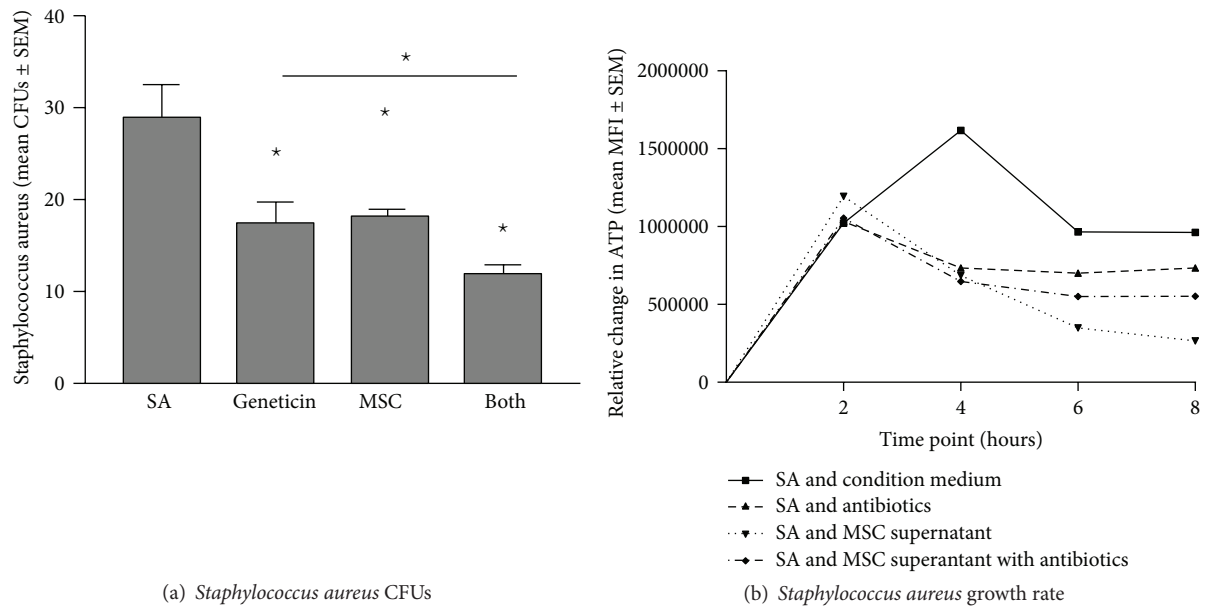 40
30
20
10
0
Staphylococcus aureus (mean CFUs ± SEM)
*
*
*
*
SA Geneticin MSC Both
(a) Staphylococcus aureus CFUs
2000000
1500000
1000000
500000
0
Relative change in ATP (mean MFI ± SEM)
2 4 6 8
Time point (hours)
SA and condition medium
SA and antibiotics
SA and MSC supernatant
SA and MSC superantant with antibiotics
(b) Staphylococcus aureus growth rate